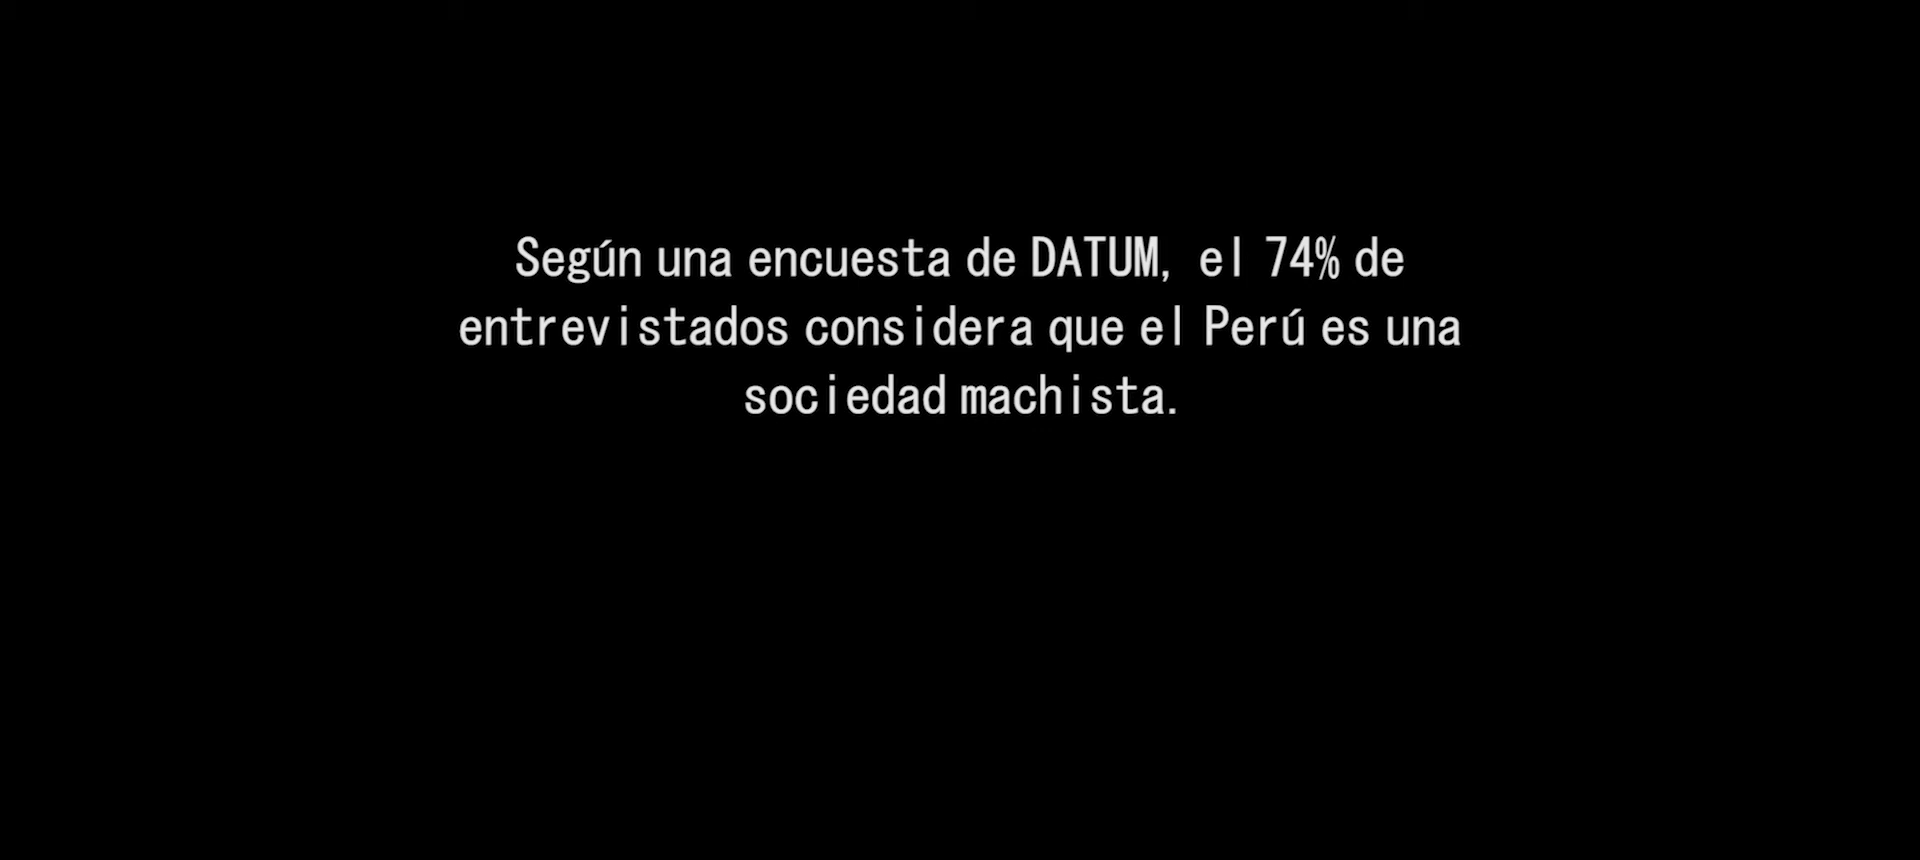 Según una encuesta de DATUM, el 74% de
entrevistados considera que el Perú es una
sociedad machista.